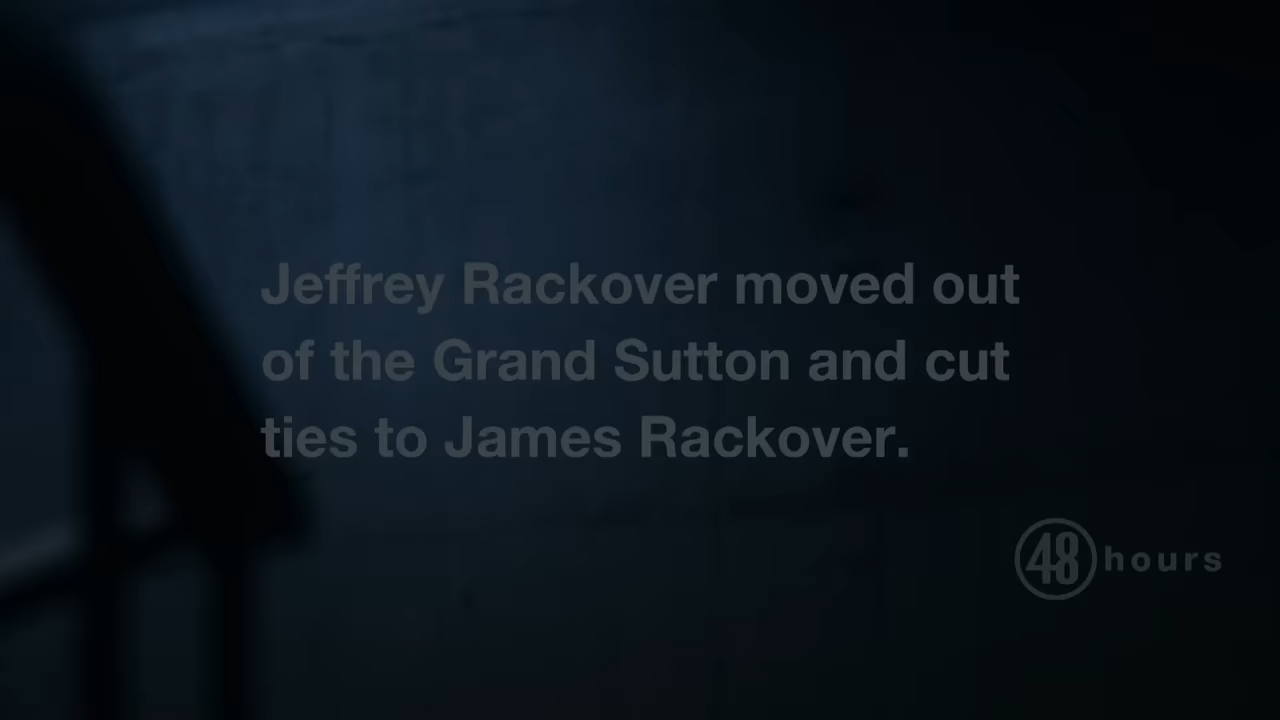 Jeffrey Rackover moved out
of the Grand Sutton and cut
ties to James Rackover.
48 hours